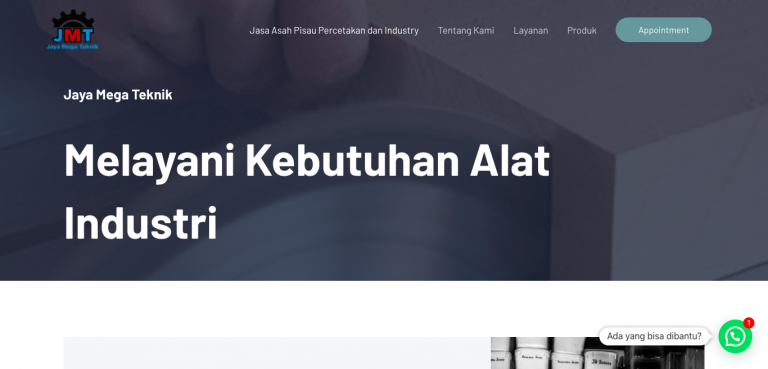 JMT
Jaya Mega Teknik
Jasa Asah Pisau Percetakan dan Industry
Tentang Kami
Layanan
Produk
Appointment
Jaya Mega Teknik
Melayani Kebutuhan Alat
Industri
1
Ada yang bisa dibantu?